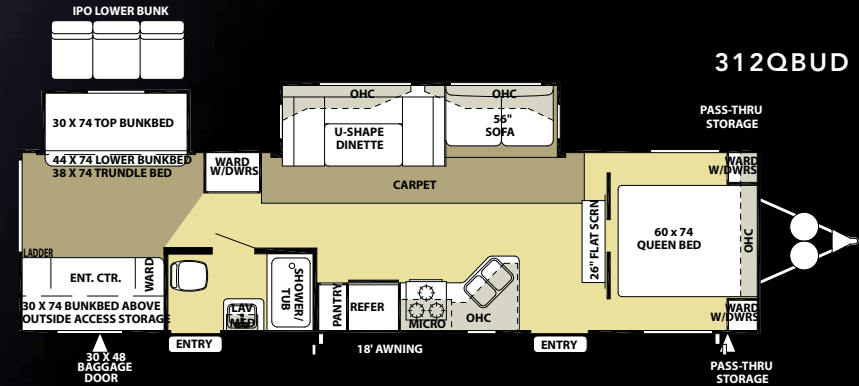 IPO LOWER BUNK
312QBUD
30 X 74 TOP BUNKBED
44 X 74 LOWER BUNKBED
38 X 74 TRUNDLE BED
WARD
W/DWRS
OHC
U-SHAPE
DINETTE
OHC
56"
SOFA
CARPET
PASS-THRU
STORAGE
WARD
W/DWRS
60 x 74
QUEEN BED
OHC
26" FLAT SCRN
WARD
W/DWRS
LADDER
ENT. CTR.
WARD
30 X 74 BUNKBED ABOVE
OUTSIDE ACCESS STORAGE
LAV
MED
SHOWER/
TUB
PANTRY
REFER
MICRO
OHC
30 X 48
BAGGAGE
DOOR
ENTRY
18' AWNING
ENTRY
PASS-THRU
STORAGE